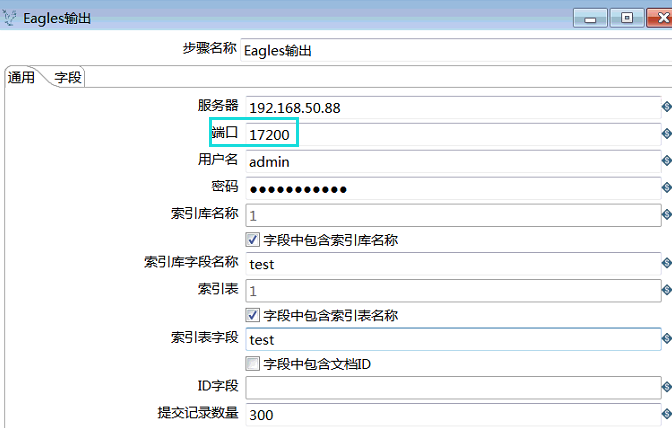 Eagles输出
步骤名称 Eagles输出
通用 字段
服务器 192.168.50.88
端口 17200
用户名 admin
密码 ●●●●●●●●●●●
索引库名称 1
字段中包含索引库名称
索引库字段名称 test
索引表 1
字段中包含索引表名称
索引表字段 test
字段中包含文档ID
ID字段
提交记录数量 300